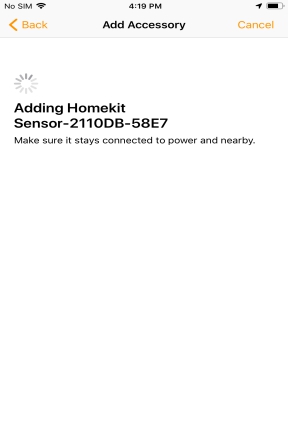 No SIM 4:19 PM
Back Add Accessory Cancel
Adding Homekit
Sensor-2110DB-58E7
Make sure it stays connected to power and nearby.